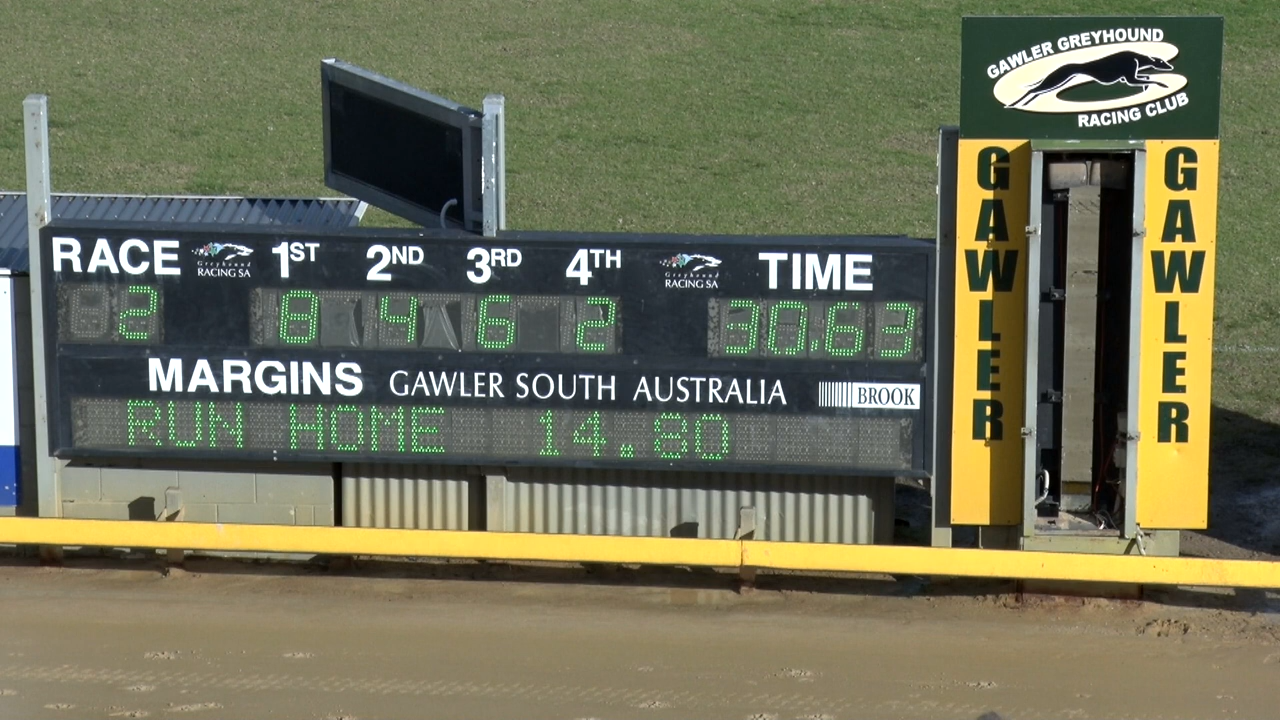 GAWLER GREYHOUND
RACING CLUB
GAWLER
GAWLER
RACE
Greyhound
RACING SA
1ST
2ND
3RD
4TH
Greyhound
RACING SA
TIME
2
8
4
6
2
30.63
MARGINS
GAWLER SOUTH AUSTRALIA
BROOK
RUN HOME 14.80